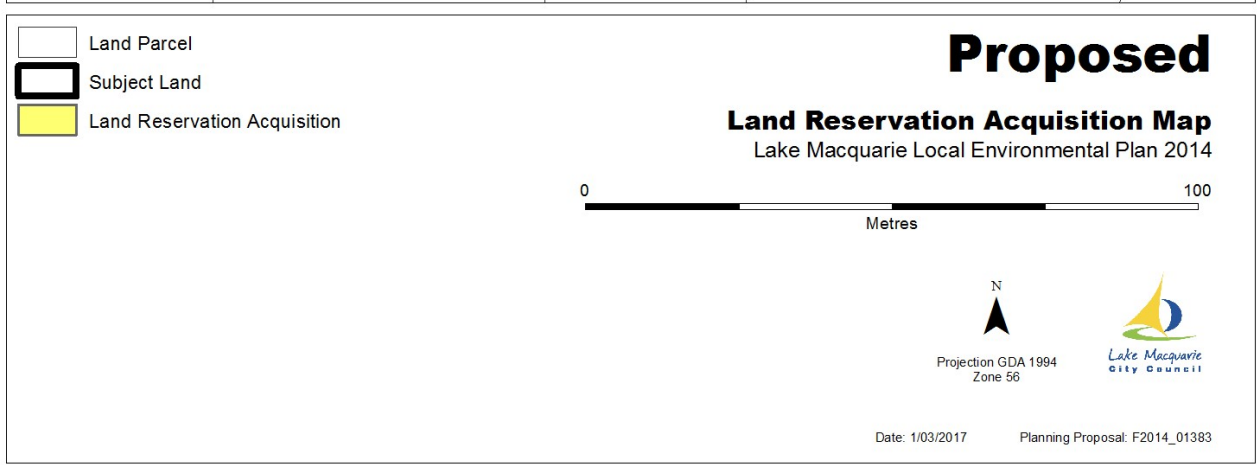 Land Parcel
Subject Land
Land Reservation Acquisition
Proposed
Land Reservation Acquisition Map
Lake Macquarie Local Environmental Plan 2014
0 100
Metres
N
Projection GDA 1994
Zone 56
Lake Macquarie
City Council
Date: 1/03/2017 Planning Proposal: F2014_01383